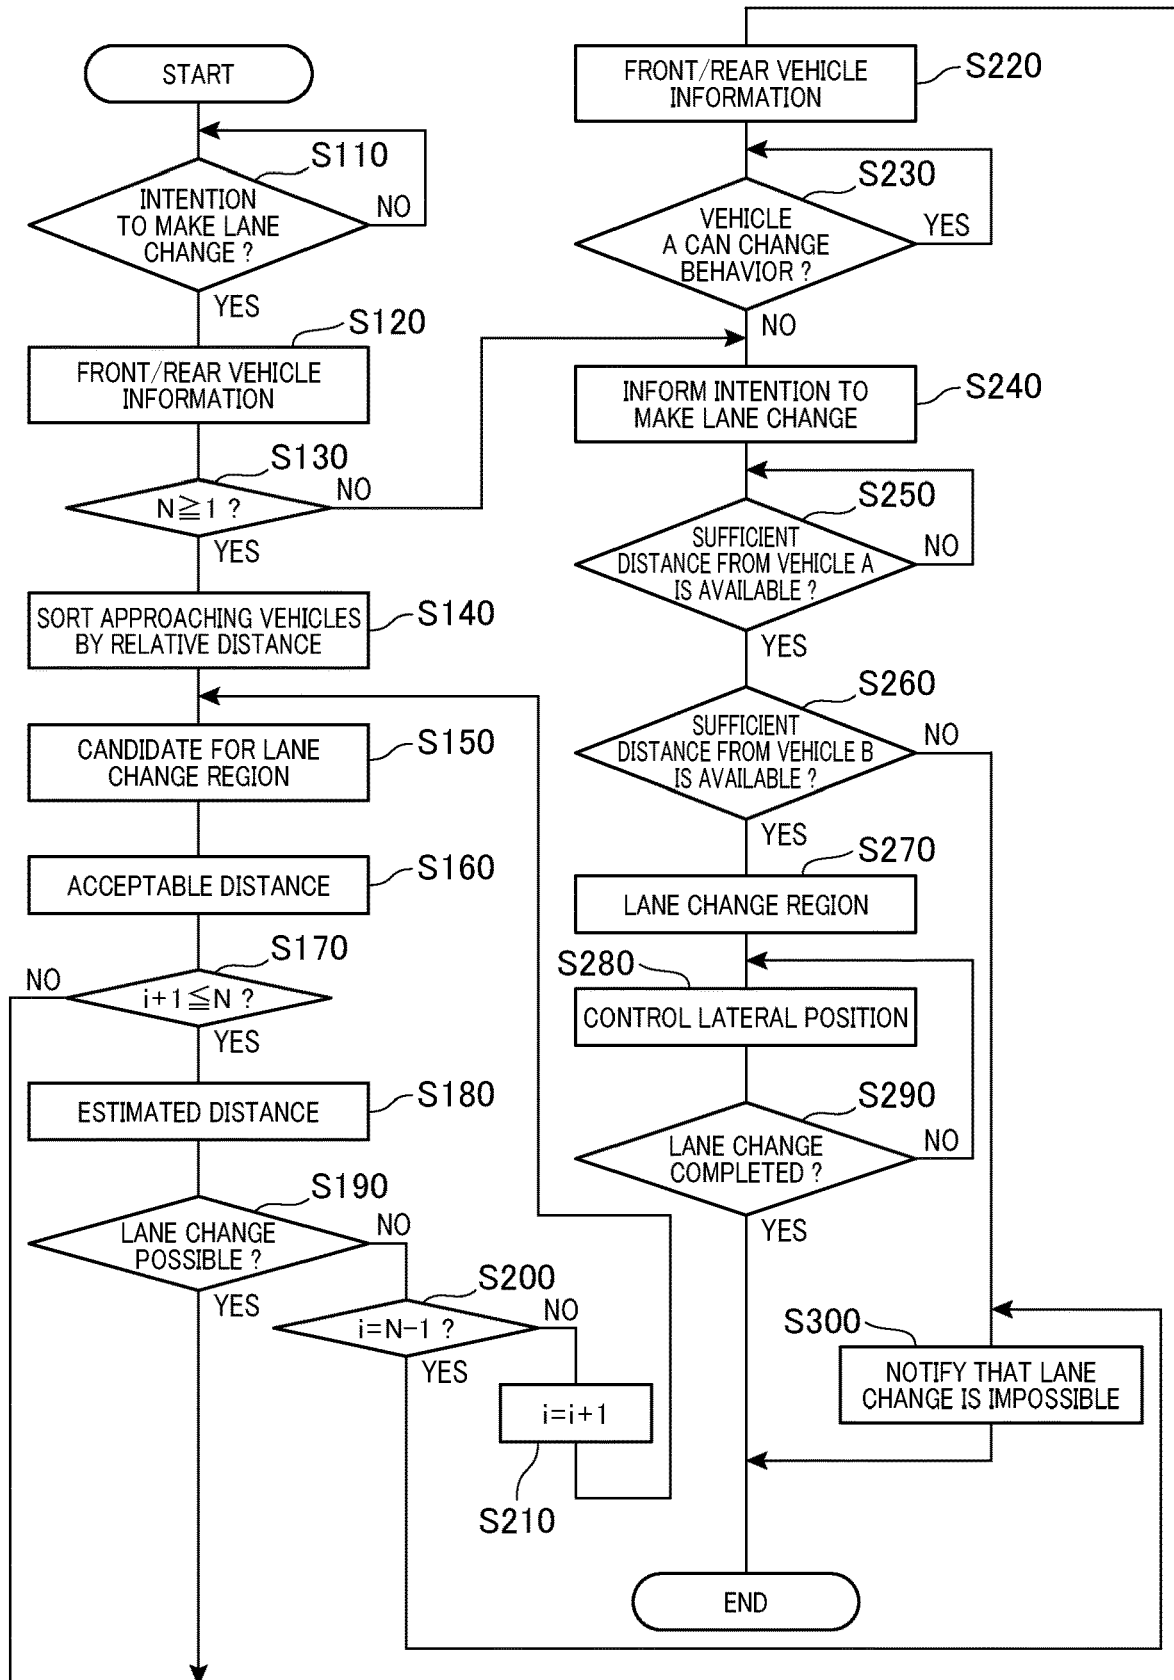 START
S110
INTENTION
TO MAKE LANE
CHANGE ?
NO
YES
S120
FRONT/REAR VEHICLE
INFORMATION
S130
N≧1 ?
NO
YES
S140
SORT APPROACHING VEHICLES
BY RELATIVE DISTANCE
S150
CANDIDATE FOR LANE
CHANGE REGION
S160
ACCEPTABLE DISTANCE
S170
NO
i+1≦N ?
YES
S180
ESTIMATED DISTANCE
S190
LANE CHANGE
POSSIBLE ?
NO
YES
S200
i=N-1 ?
NO
YES
i=i+1
S210
S220
FRONT/REAR VEHICLE
INFORMATION
S230
VEHICLE
A CAN CHANGE
BEHAVIOR ?
YES
NO
S240
INFORM INTENTION TO
MAKE LANE CHANGE
S250
SUFFICIENT
DISTANCE FROM VEHICLE A
IS AVAILABLE ?
NO
YES
S260
SUFFICIENT
DISTANCE FROM VEHICLE B
IS AVAILABLE ?
NO
YES
S270
LANE CHANGE REGION
S280
CONTROL LATERAL POSITION
S290
LANE CHANGE
COMPLETED ?
NO
YES
S300
NOTIFY THAT LANE
CHANGE IS IMPOSSIBLE
END